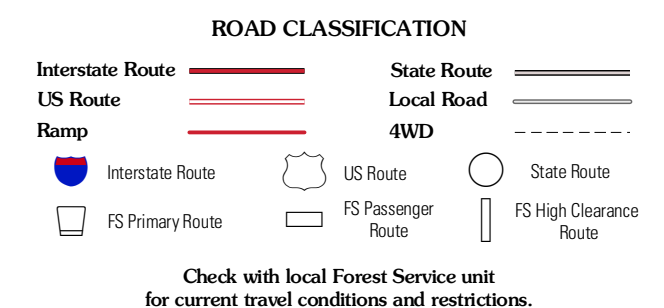 ROAD CLASSIFICATION
Interstate Route
State Route
US Route
Local Road
Ramp
4WD
Interstate Route
US Route
State Route
FS Primary Route
FS Passenger
Route
FS High Clearance
Route
Check with local Forest Service unit
for current travel conditions and restrictions.